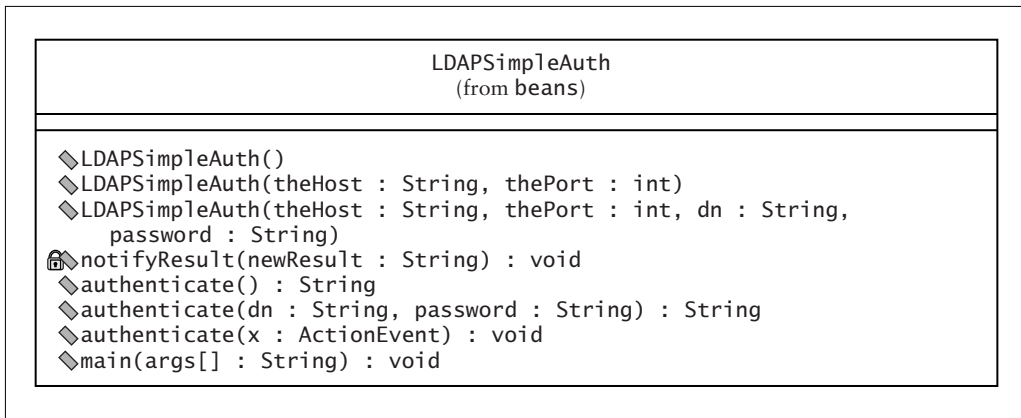 LDAPSimpleAuth
(from beans)
LDAPSimpleAuth()
LDAPSimpleAuth(theHost : String, thePort : int)
LDAPSimpleAuth(theHost : String, thePort : int, dn : String,
password : String)
notifyResult(newResult : String) : void
authenticate() : String
authenticate(dn : String, password : String) : String
authenticate(x : ActionEvent) : void
main(args[] : String) : void